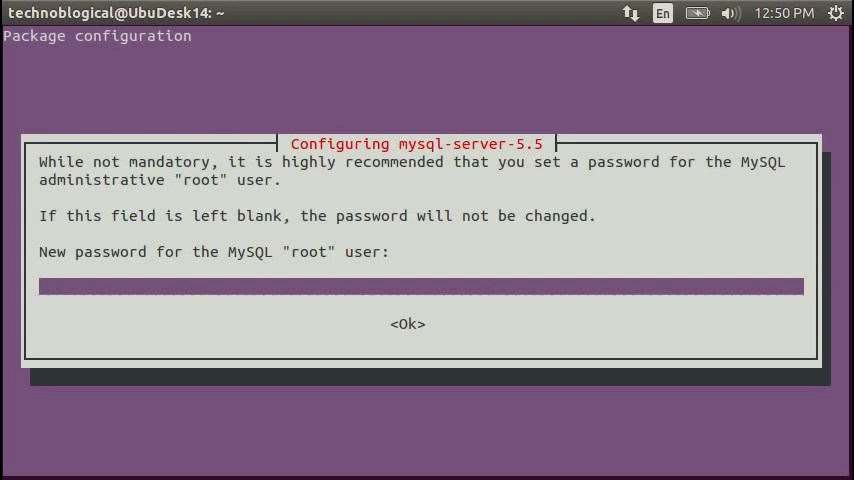 technoblogical@UbuDesk14: ~
En
12:50 PM
Package configuration
Configuring mysql-server-5.5
While not mandatory, it is highly recommended that you set a password for the MySQL
administrative "root" user.
If this field is left blank, the password will not be changed.
New password for the MySQL "root" user:
<Ok>